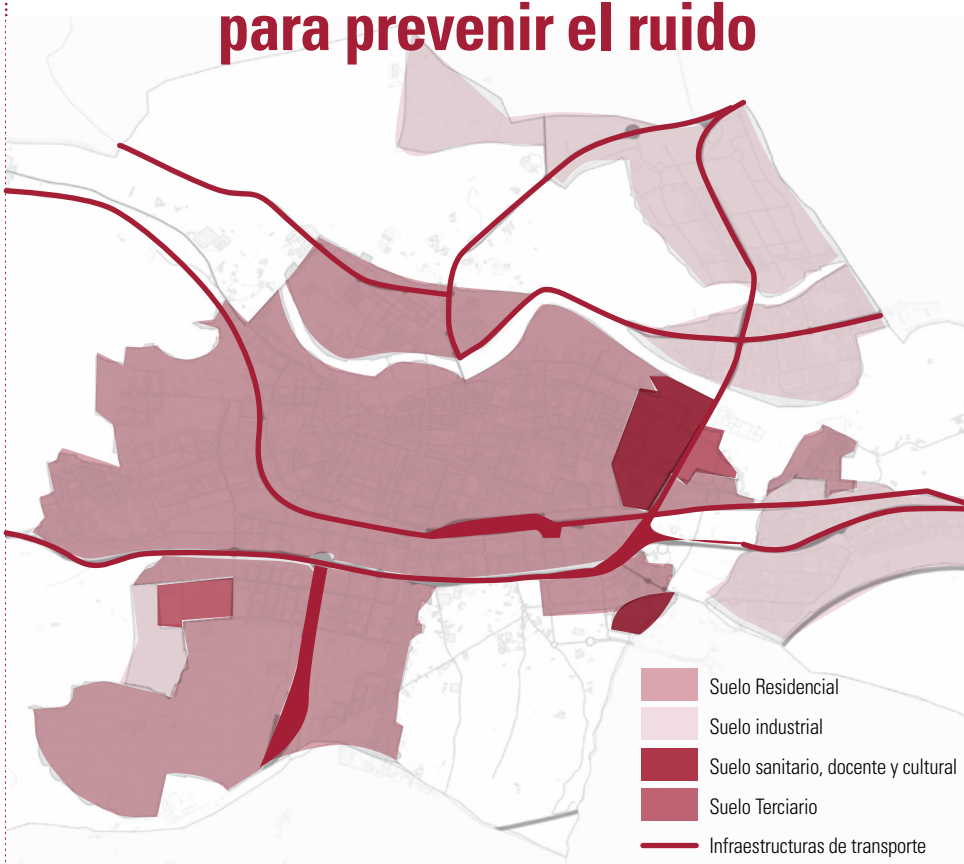 para prevenir el ruido
Suelo Residencial
Suelo industrial
Suelo sanitario, docente y cultural
Suelo Terciario
Infraestructuras de transporte